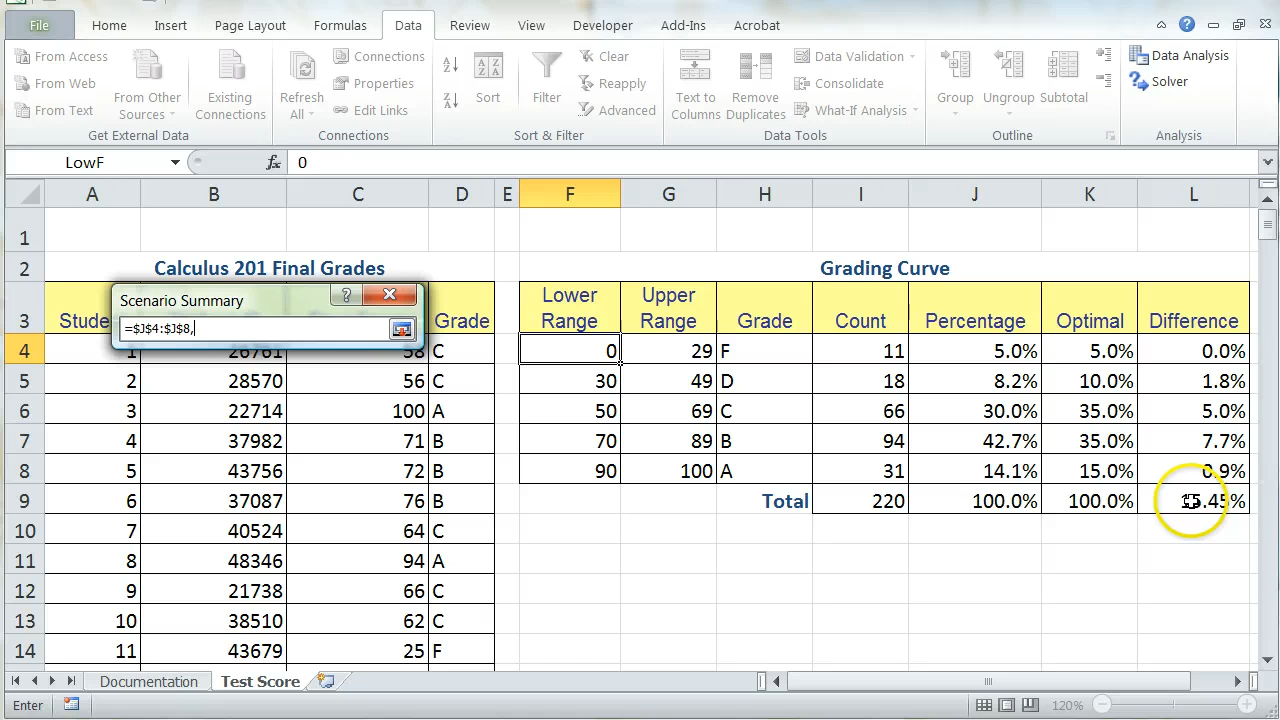 File Home Insert Page Layout Formulas Data Review View Developer Add-Ins Acrobat
From Access
From Web
From Text
From Other Sources
Existing Connections
Get External Data
Refresh All
Connections
Properties
Edit Links
Connections
Sort
Filter
Clear
Reapply
Advanced
Sort & Filter
Text to Columns
Remove Duplicates
Data Validation
Consolidate
What-If Analysis
Data Tools
Group
Ungroup
Subtotal
Outline
Data Analysis
Solver
Analysis
LowF fx 0
A B C D E F G H I J K L
1
2 Calculus 201 Final Grades Grading Curve
Scenario Summary
=$J$4:$J$8,
3 Grade Lower Range Upper Range Grade Count Percentage Optimal Difference
4 1 26761 58 C 0 29 F 11 5.0% 5.0% 0.0%
5 2 28570 56 C 30 49 D 18 8.2% 10.0% 1.8%
6 3 22714 100 A 50 69 C 66 30.0% 35.0% 5.0%
7 4 37982 71 B 70 89 B 94 42.7% 35.0% 7.7%
8 5 43756 72 B 90 100 A 31 14.1% 15.0% 0.9%
9 6 37087 76 B Total 220 100.0% 100.0% 15.45%
10 7 40524 64 C
11 8 48346 94 A
12 9 21738 66 C
13 10 38510 62 C
14 11 43679 25 F
Documentation Test Score
Enter 120%